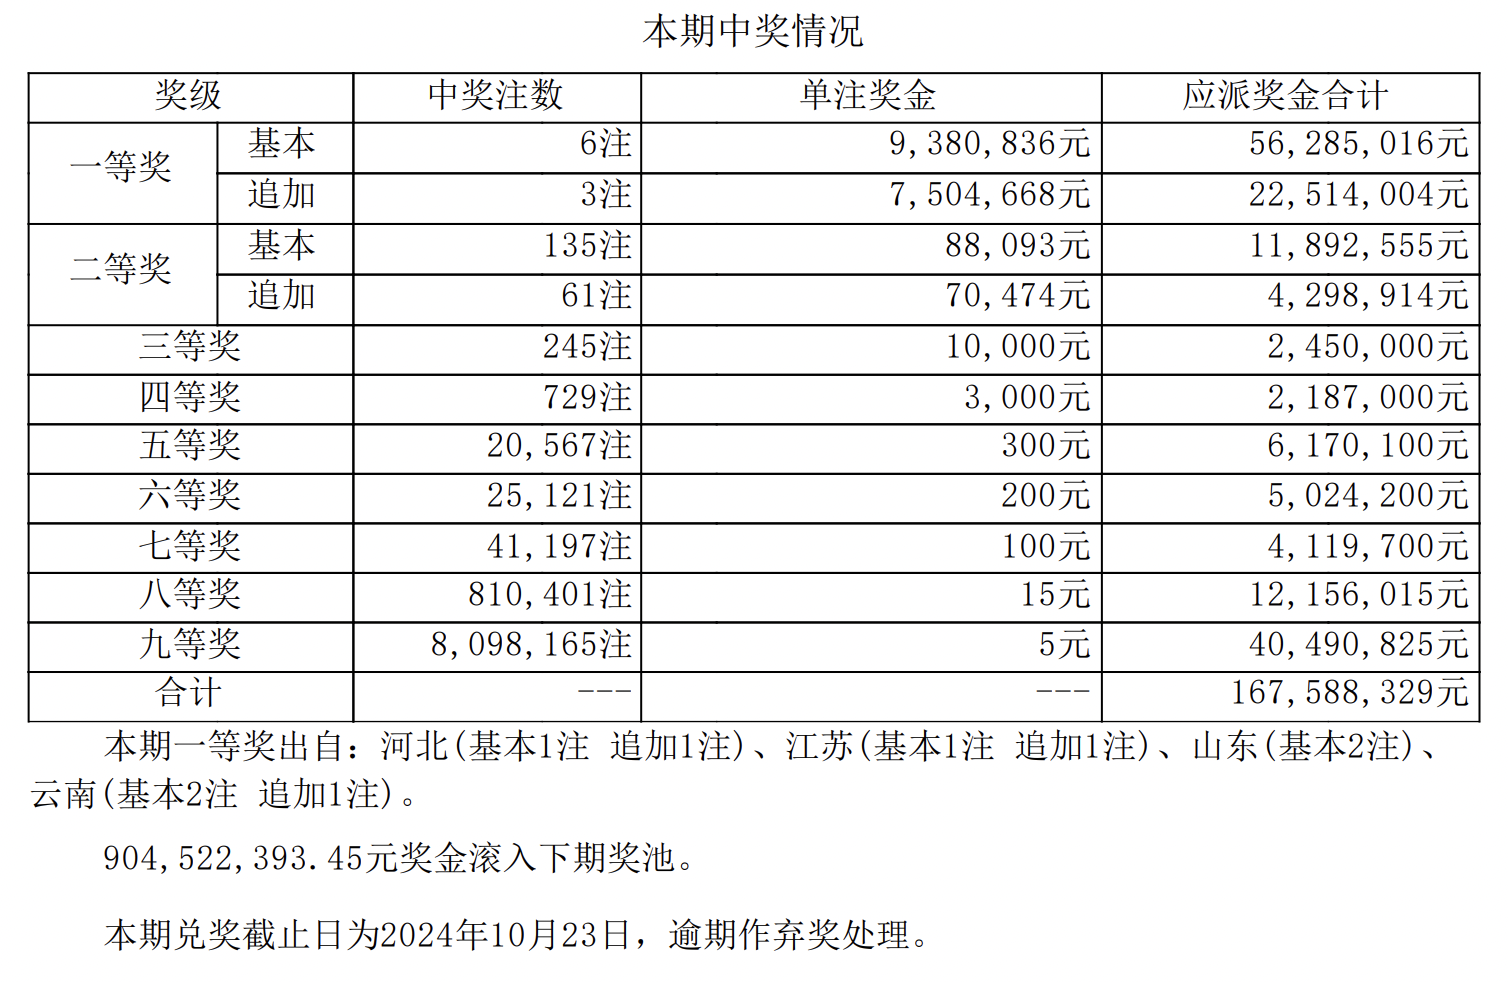 本期中奖情况
奖级 中奖注数 单注奖金 应派奖金合计
一等奖 基本 6注 9,380,836元 56,285,016元
追加 3注 7,504,668元 22,514,004元
二等奖 基本 135注 88,093元 11,892,555元
追加 61注 70,474元 4,298,914元
三等奖 245注 10,000元 2,450,000元
四等奖 729注 3,000元 2,187,000元
五等奖 20,567注 300元 6,170,100元
六等奖 25,121注 200元 5,024,200元
七等奖 41,197注 100元 4,119,700元
八等奖 810,401注 15元 12,156,015元
九等奖 8,098,165注 5元 40,490,825元
合计 --- --- 167,588,329元
本期一等奖出自：河北(基本1注 追加1注)、江苏(基本1注 追加1注)、山东(基本2注)、
云南(基本2注 追加1注)。
904,522,393.45元奖金滚入下期奖池。
本期兑奖截止日为2024年10月23日，逾期作弃奖处理。